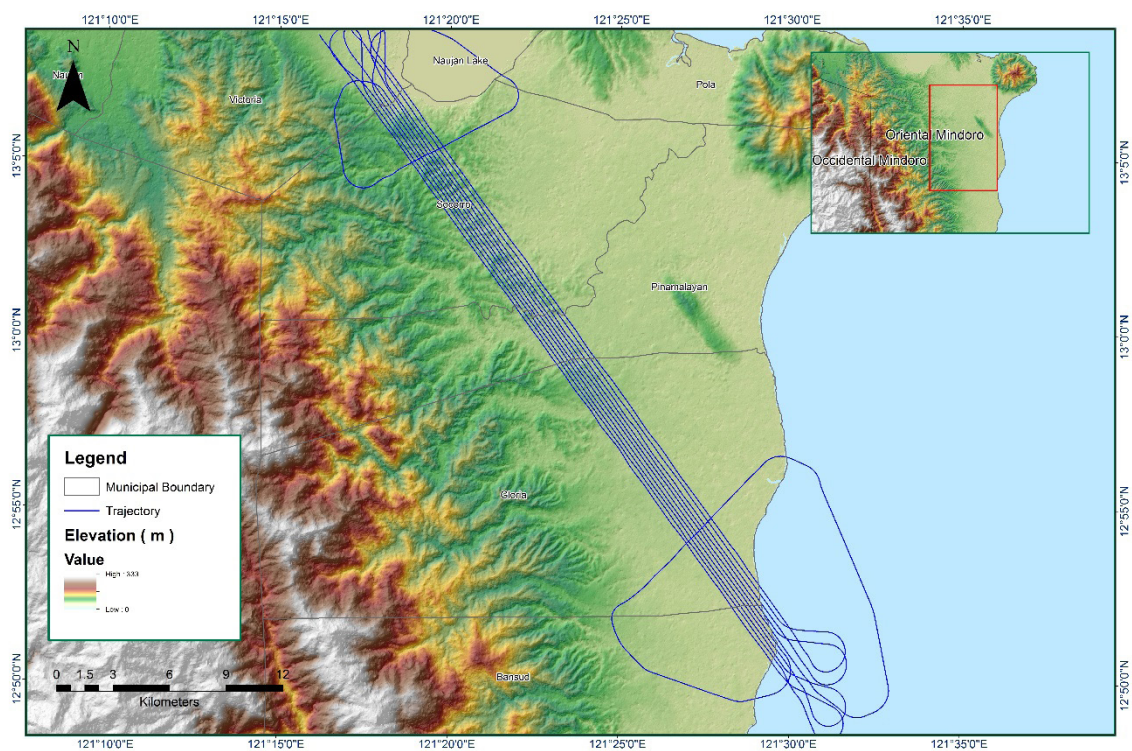 121°10'0"E 121°15'0"E 121°20'0"E 121°25'0"E 121°30'0"E 121°35'0"E
N
Naujan
Naujan Lake
Victoria
Pola
Oriental Mindoro
Occidental Mindoro
13°5'0"N 13°5'0"N
Socorro
Pinamalayan
13°0'0"N 13°0'0"N
Legend
Municipal Boundary
Trajectory
Elevation ( m )
Value
High : 333
Low : 0
Gloria
12°55'0"N 12°55'0"N
0 1.5 3 6 9 12
Kilometers
Bansud
12°50'0"N 12°50'0"N
121°10'0"E 121°15'0"E 121°20'0"E 121°25'0"E 121°30'0"E 121°35'0"E